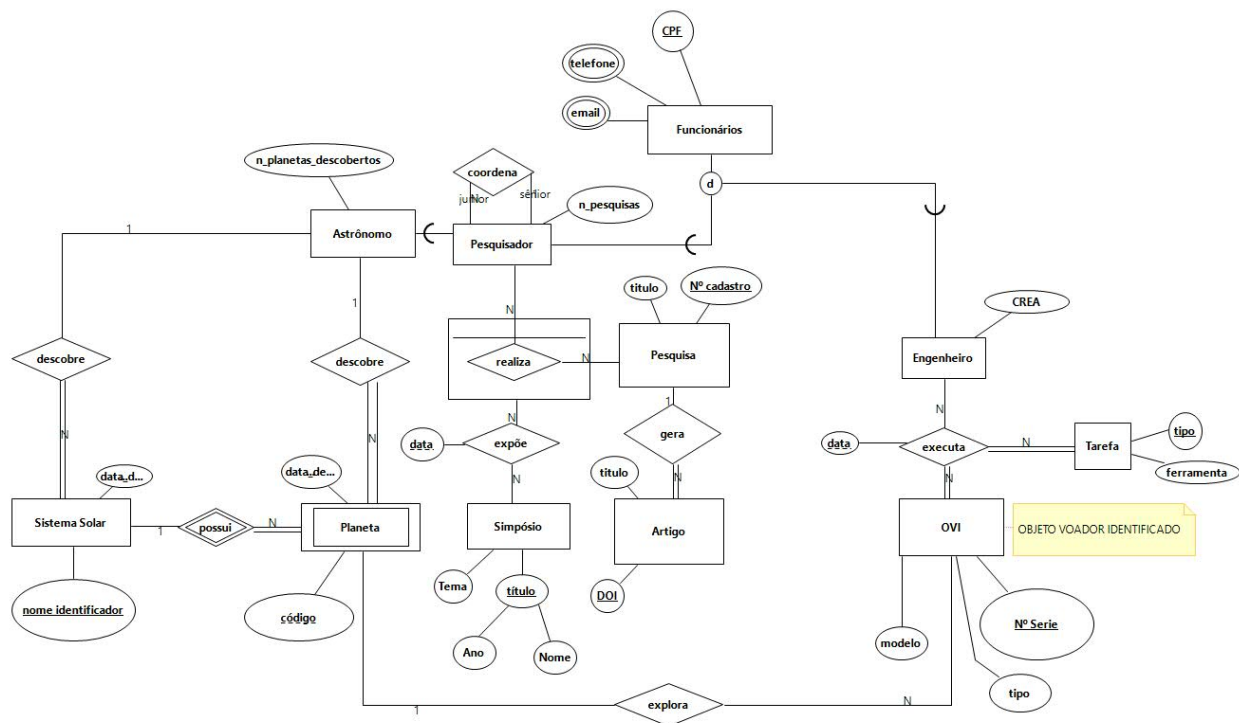 CPF
telefone
email
Funcionários
d
n_planetas_descobertos
coordena
júnior
N
sênior
1
n_pesquisas
Astrônomo
Pesquisador
1
1
N
titulo
Nº cadastro
CREA
descobre
descobre
realiza
N
Pesquisa
Engenheiro
1
N
N
N
N
data
expõe
gera
data
executa
N
Tarefa
tipo
ferramenta
data_d...
data_de...
titulo
N
N
N
Sistema Solar
1
possui
N
Planeta
Simpósio
Artigo
OVI
OBJETO VOADOR IDENTIFICADO
Tema
título
DOI
nome identificador
código
Ano
Nome
modelo
Nº Serie
tipo
1
explora
N